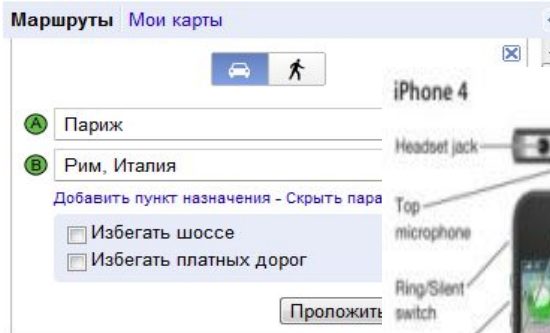 Маршруты Мои карты
A Париж
B Рим, Италия
Добавить пункт назначения - Скрыть пара
Избегать шоссе
Избегать платных дорог
Проложить
iPhone 4
Headset jack
Top
microphone
Ring/Silent
switch